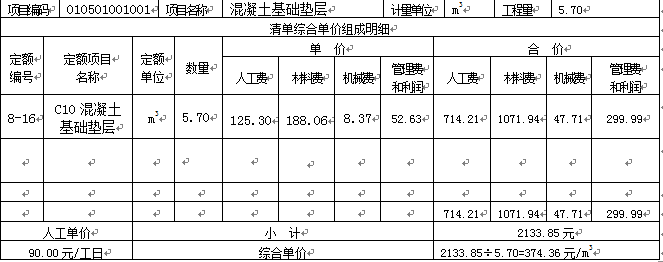 项目编码 010501001001 项目名称 混凝土基础垫层 计量单位 m³ 工程量 5.70
清单综合单价组成明细
定额编号 定额项目名称 定额单位 数量 单 价 合 价
人工费 材料费 机械费 管理费和利润 人工费 材料费 机械费 管理费和利润
8-16 C10 混凝土基础垫层 m³ 5.70 125.30 188.06 8.37 52.63 714.21 1071.94 47.71 299.99
714.21 1071.94 47.71 299.99
人工单价 小 计 2133.85 元
90.00 元/工日 综合单价 2133.85÷5.70=374.36 元/m³